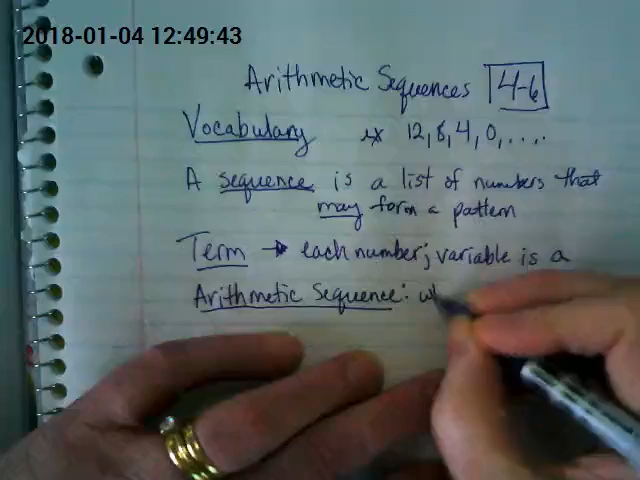 2018-01-04 12:49:43
Arithmetic Sequences 4-6
Vocabulary ex 12, 8, 4, 0, ....
A sequence is a list of numbers that
may form a pattern
Term → each number; variable is a
Arithmetic Sequence: wh